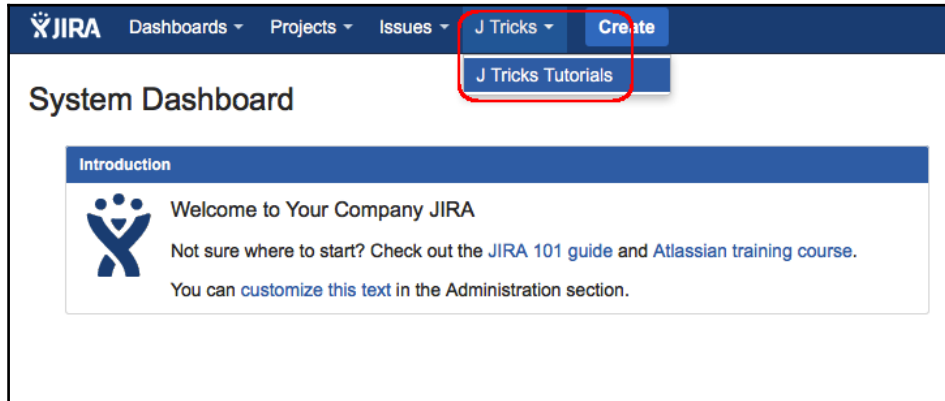 JIRA Dashboards Projects Issues J Tricks Create
J Tricks Tutorials
System Dashboard
Introduction
Welcome to Your Company JIRA
Not sure where to start? Check out the JIRA 101 guide and Atlassian training course.
You can customize this text in the Administration section.